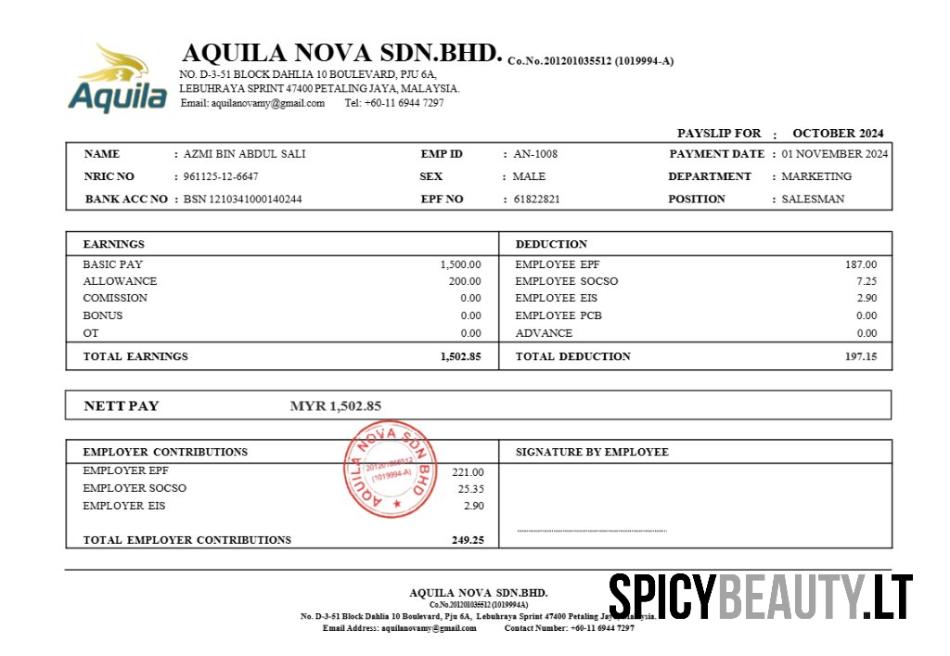 Aquila
AQUILA NOVA SDN.BHD. Co.No.201201035512 (1019994-A)
NO. D-3-51 BLOCK DAHLIA 10 BOULEVARD, PJU 6A,
LEBUHRAYA SPRINT 47400 PETALING JAYA, MALAYSIA.
Email: aquilanovamy@gmail.com Tel: +60-11 6944 7297
PAYSLIP FOR : OCTOBER 2024
NAME : AZMI BIN ABDUL SALI EMP ID : AN-1008 PAYMENT DATE : 01 NOVEMBER 2024
NRIC NO : 961125-12-6647 SEX : MALE DEPARTMENT : MARKETING
BANK ACC NO : BSN 1210341000140244 EPF NO : 61822821 POSITION : SALESMAN
EARNINGS DEDUCTION
BASIC PAY 1,500.00 EMPLOYEE EPF 187.00
ALLOWANCE 200.00 EMPLOYEE SOCSO 7.25
COMISSION 0.00 EMPLOYEE EIS 2.90
BONUS 0.00 EMPLOYEE PCB 0.00
OT 0.00 ADVANCE 0.00
TOTAL EARNINGS 1,502.85 TOTAL DEDUCTION 197.15
NETT PAY MYR 1,502.85
EMPLOYER CONTRIBUTIONS SIGNATURE BY EMPLOYEE
EMPLOYER EPF 221.00
EMPLOYER SOCSO 25.35
EMPLOYER EIS 2.90
TOTAL EMPLOYER CONTRIBUTIONS 249.25
AQUILA NOVA SDN BHD
(1019994-A)
AQUILA NOVA SDN.BHD.
Co.No.201201035512 (1019994A)
No. D-3-51 Block Dahlia 10 Boulevard, Pju 6A, Lebuhraya Sprint 47400 Petaling Jaya, Malaysia.
Email Address: aquilanovamy@gmail.com Contact Number: +60-11 6944 7297
SPICYBEAUTY.LT